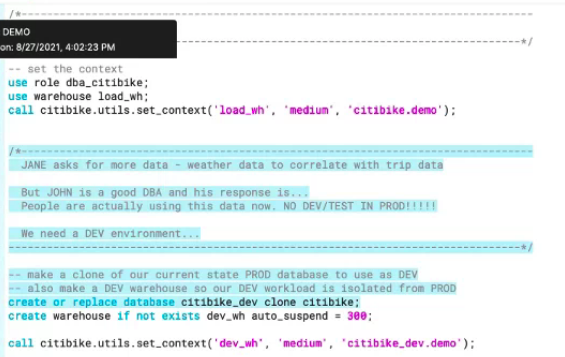 /*--------------------------------------------------------------------------------
DEMO
on: 8/27/2021, 4:02:23 PM
--------------------------------------------------------------------------------*/
-- set the context
use role dba_citibike;
use warehouse load_wh;
call citibike.utils.set_context('load_wh', 'medium', 'citibike.demo');
/*--------------------------------------------------------------------------------
JANE asks for more data - weather data to correlate with trip data
But JOHN is a good DBA and his response is...
People are actually using this data now. NO DEV/TEST IN PROD!!!!!
We need a DEV environment...
--------------------------------------------------------------------------------*/
-- make a clone of our current state PROD database to use as DEV
-- also make a DEV warehouse so our DEV workload is isolated from PROD
create or replace database citibike_dev clone citibike;
create warehouse if not exists dev_wh auto_suspend = 300;
call citibike.utils.set_context('dev_wh', 'medium', 'citibike_dev.demo');